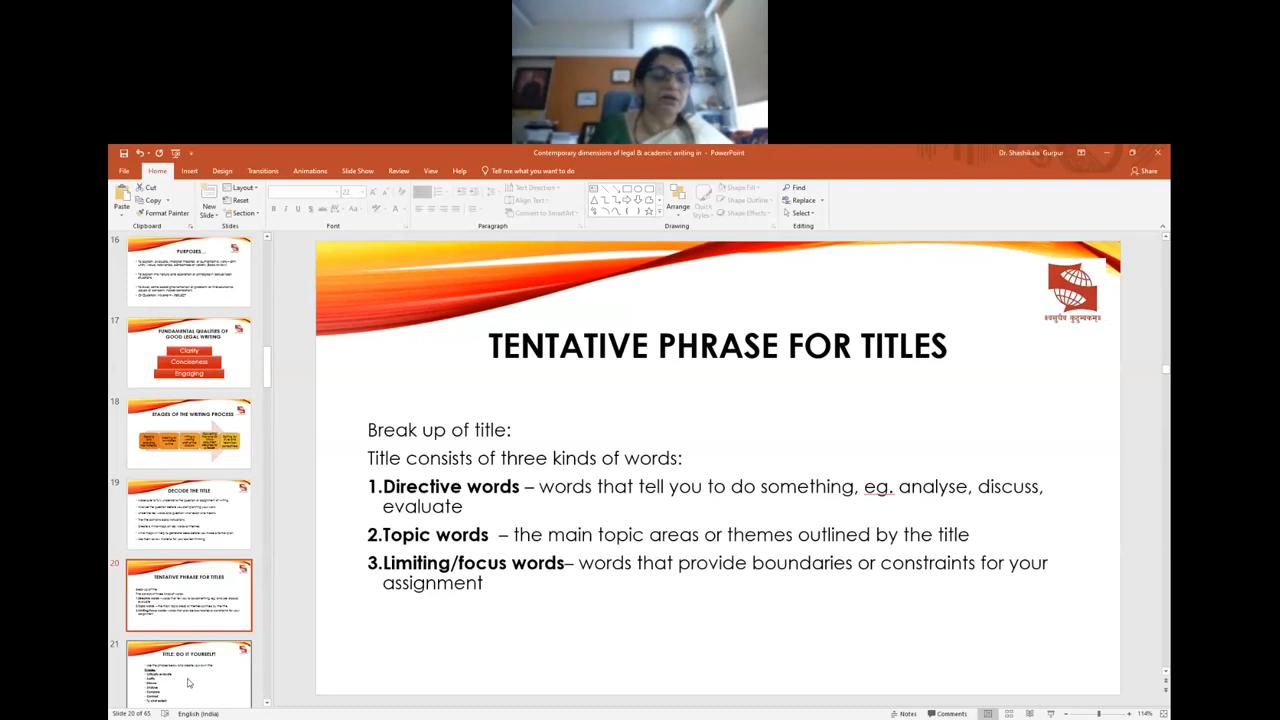 Contemporary dimensions of legal & academic writing in - PowerPoint
Dr. Shashikala Gurpur
File Home Insert Design Transitions Animations Slide Show Review View Help Tell me what you want to do Share
Paste
Cut
Copy
Format Painter
Clipboard
New Slide
Layout
Reset
Section
Slides
22
Font
Text Direction
Align Text
Convert to SmartArt
Paragraph
Arrange
Quick Styles
Shape Fill
Shape Outline
Shape Effects
Drawing
Find
Replace
Select
Editing
16
PURPOSES...
17
FUNDAMENTAL QUALITIES OF
GOOD LEGAL WRITING
Clarity
Conciseness
Engaging
18
STAGES OF THE WRITING PROCESS
19
DECODE THE TITLE
20
TENTATIVE PHRASE FOR TITLES
21
TITLE: DO IT YOURSELF!
वसुधैव कुटुम्बकम्
TENTATIVE PHRASE FOR TITLES
Break up of title:
Title consists of three kinds of words:
1.Directive words – words that tell you to do something, eg: analyse, discuss,
evaluate
2.Topic words – the main topic areas or themes outlined by the title
3.Limiting/focus words– words that provide boundaries or constraints for your
assignment
Slide 20 of 65 English (India) Notes Comments 114%